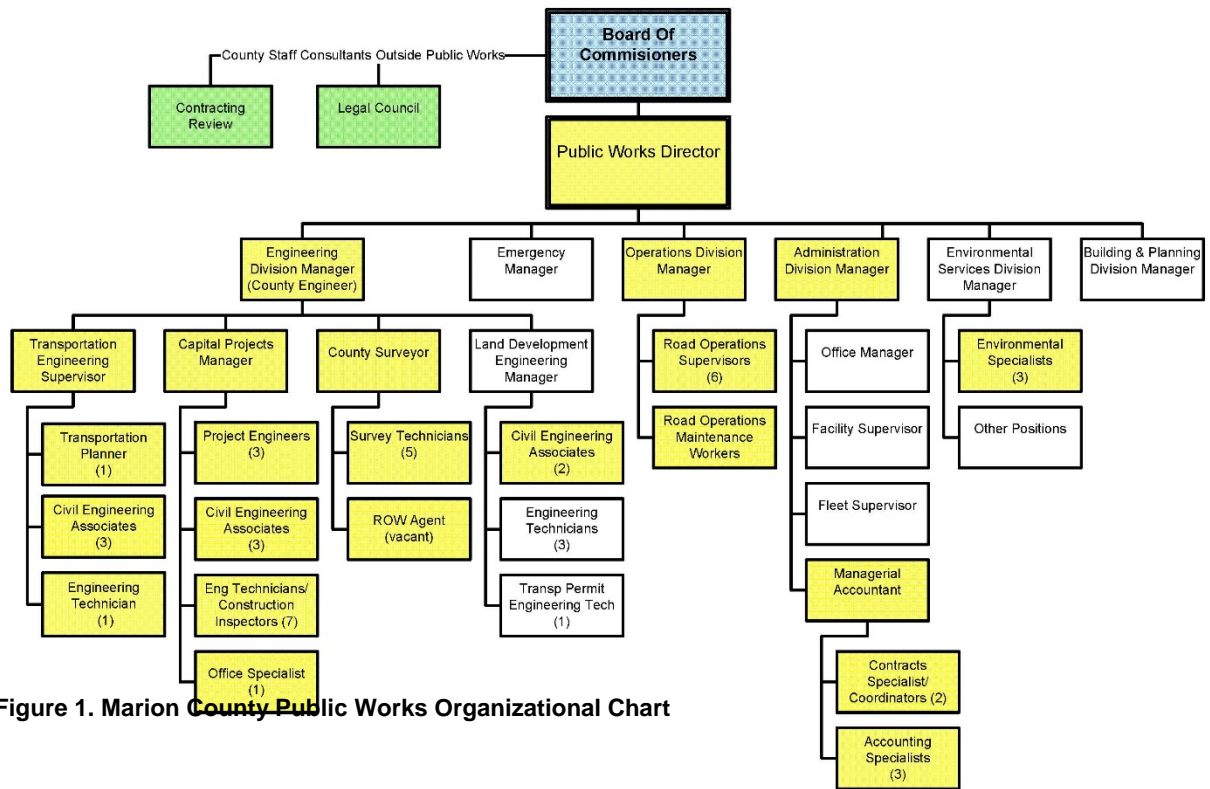 Board Of
Commisioners
County Staff Consultants Outside Public Works
Contracting
Review
Legal Council
Public Works Director
Engineering
Division Manager
(County Engineer)
Emergency
Manager
Operations Division
Manager
Administration
Division Manager
Environmental
Services Division
Manager
Building & Planning
Division Manager
Transportation
Engineering
Supervisor
Capital Projects
Manager
County Surveyor
Land Development
Engineering
Manager
Transportation
Planner
(1)
Civil Engineering
Associates
(3)
Engineering
Technician
(1)
Project Engineers
(3)
Civil Engineering
Associates
(3)
Eng Technicians/
Construction
Inspectors (7)
Office Specialist
(1)
Survey Technicians
(5)
ROW Agent
(vacant)
Civil Engineering
Associates
(2)
Engineering
Technicians
(3)
Transp Permit
Engineering Tech
(1)
Road Operations
Supervisors
(6)
Road Operations
Maintenance
Workers
Office Manager
Facility Supervisor
Fleet Supervisor
Managerial
Accountant
Contracts
Specialist/
Coordinators (2)
Accounting
Specialists
(3)
Environmental
Specialists
(3)
Other Positions
Figure 1. Marion County Public Works Organizational Chart